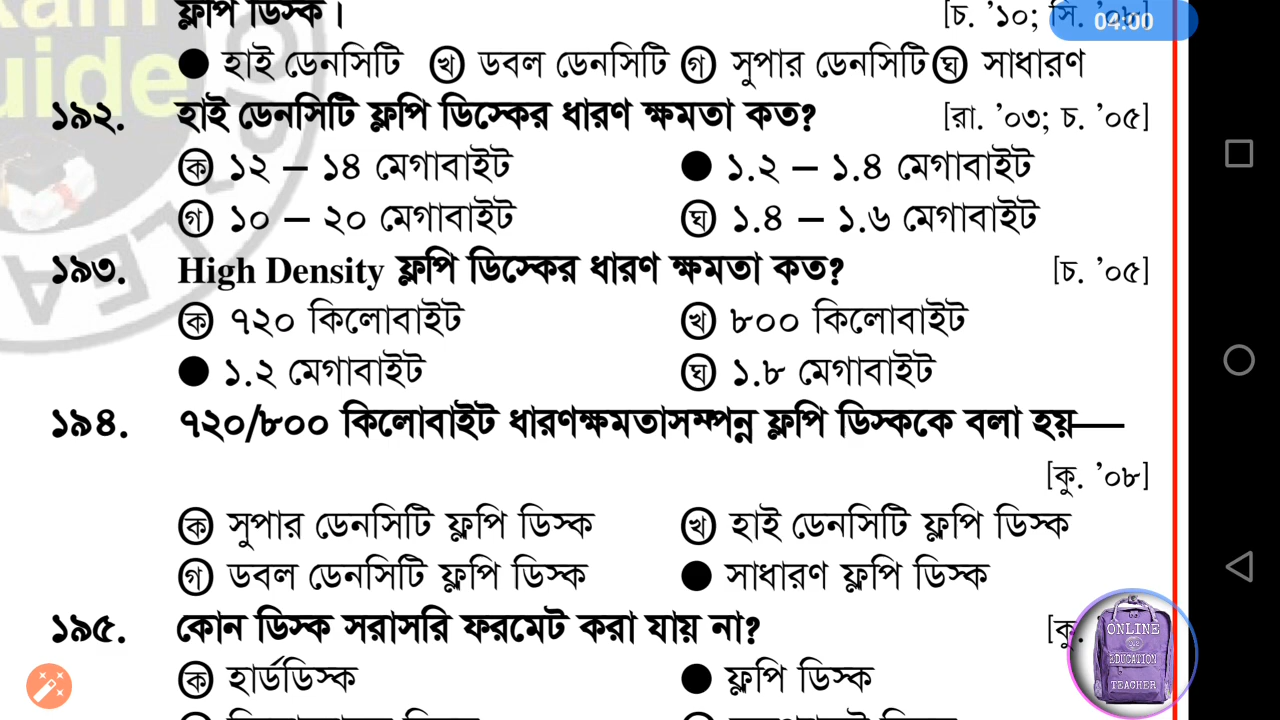 ফ্লপি ডিস্ক। [চ. ’১০; সি. ’০৮]
04:00
● হাই ডেনসিটি (খ) ডবল ডেনসিটি (গ) সুপার ডেনসিটি (ঘ) সাধারণ
১৯২. হাই ডেনসিটি ফ্লপি ডিস্কের ধারণ ক্ষমতা কত? [রা. ’০৩; চ. ’০৫]
(ক) ১২ – ১৪ মেগাবাইট ● ১.২ – ১.৪ মেগাবাইট
(গ) ১০ – ২০ মেগাবাইট (ঘ) ১.৪ – ১.৬ মেগাবাইট
১৯৩. High Density ফ্লপি ডিস্কের ধারণ ক্ষমতা কত? [চ. ’০৫]
(ক) ৭২০ কিলোবাইট (খ) ৮০০ কিলোবাইট
● ১.২ মেগাবাইট (ঘ) ১.৮ মেগাবাইট
১৯৪. ৭২০/৮০০ কিলোবাইট ধারণক্ষমতাসম্পন্ন ফ্লপি ডিস্ককে বলা হয়—
[কু. ’০৮]
(ক) সুপার ডেনসিটি ফ্লপি ডিস্ক (খ) হাই ডেনসিটি ফ্লপি ডিস্ক
(গ) ডবল ডেনসিটি ফ্লপি ডিস্ক ● সাধারণ ফ্লপি ডিস্ক
১৯৫. কোন ডিস্ক সরাসরি ফরমেট করা যায় না? [কু.
(ক) হার্ডডিস্ক ● ফ্লপি ডিস্ক
ONLINE
EDUCATION
TEACHER